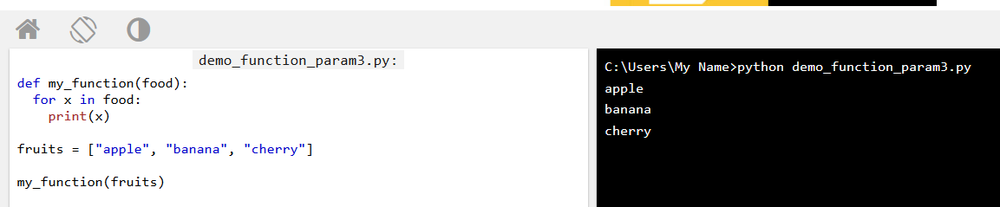 demo_function_param3.py:
def my_function(food):
  for x in food:
    print(x)
fruits = ["apple", "banana", "cherry"]
my_function(fruits)
C:\Users\My Name>python demo_function_param3.py
apple
banana
cherry